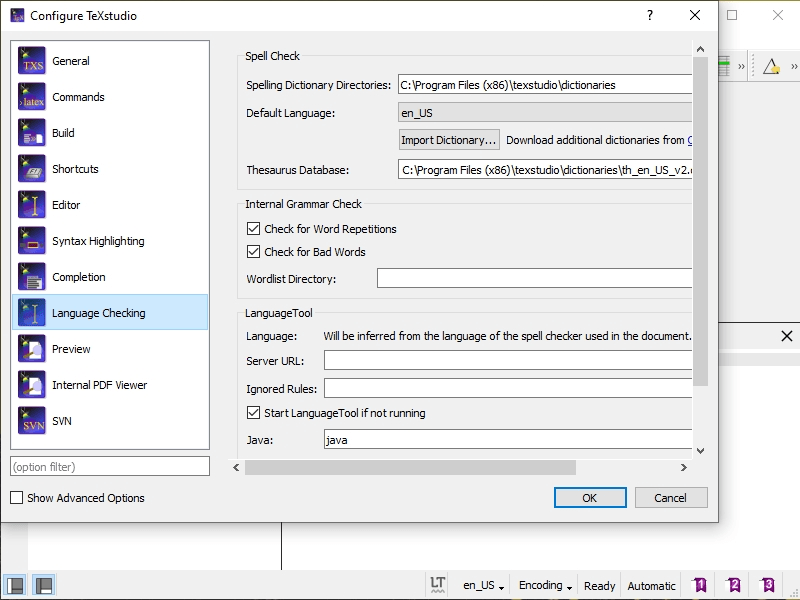 Configure TeXstudio
?
General
Commands
Build
Shortcuts
Editor
Syntax Highlighting
Completion
Language Checking
Preview
Internal PDF Viewer
SVN
(option filter)
Show Advanced Options
Spell Check
Spelling Dictionary Directories: C:\Program Files (x86)\texstudio\dictionaries
Default Language: en_US
Import Dictionary... Download additional dictionaries from
Thesaurus Database: C:\Program Files (x86)\texstudio\dictionaries\th_en_US_v2.
Internal Grammar Check
Check for Word Repetitions
Check for Bad Words
Wordlist Directory:
LanguageTool
Language: Will be inferred from the language of the spell checker used in the document.
Server URL:
Ignored Rules:
Start LanguageTool if not running
Java: java
OK Cancel
LT en_US Encoding Ready Automatic 1 2 3